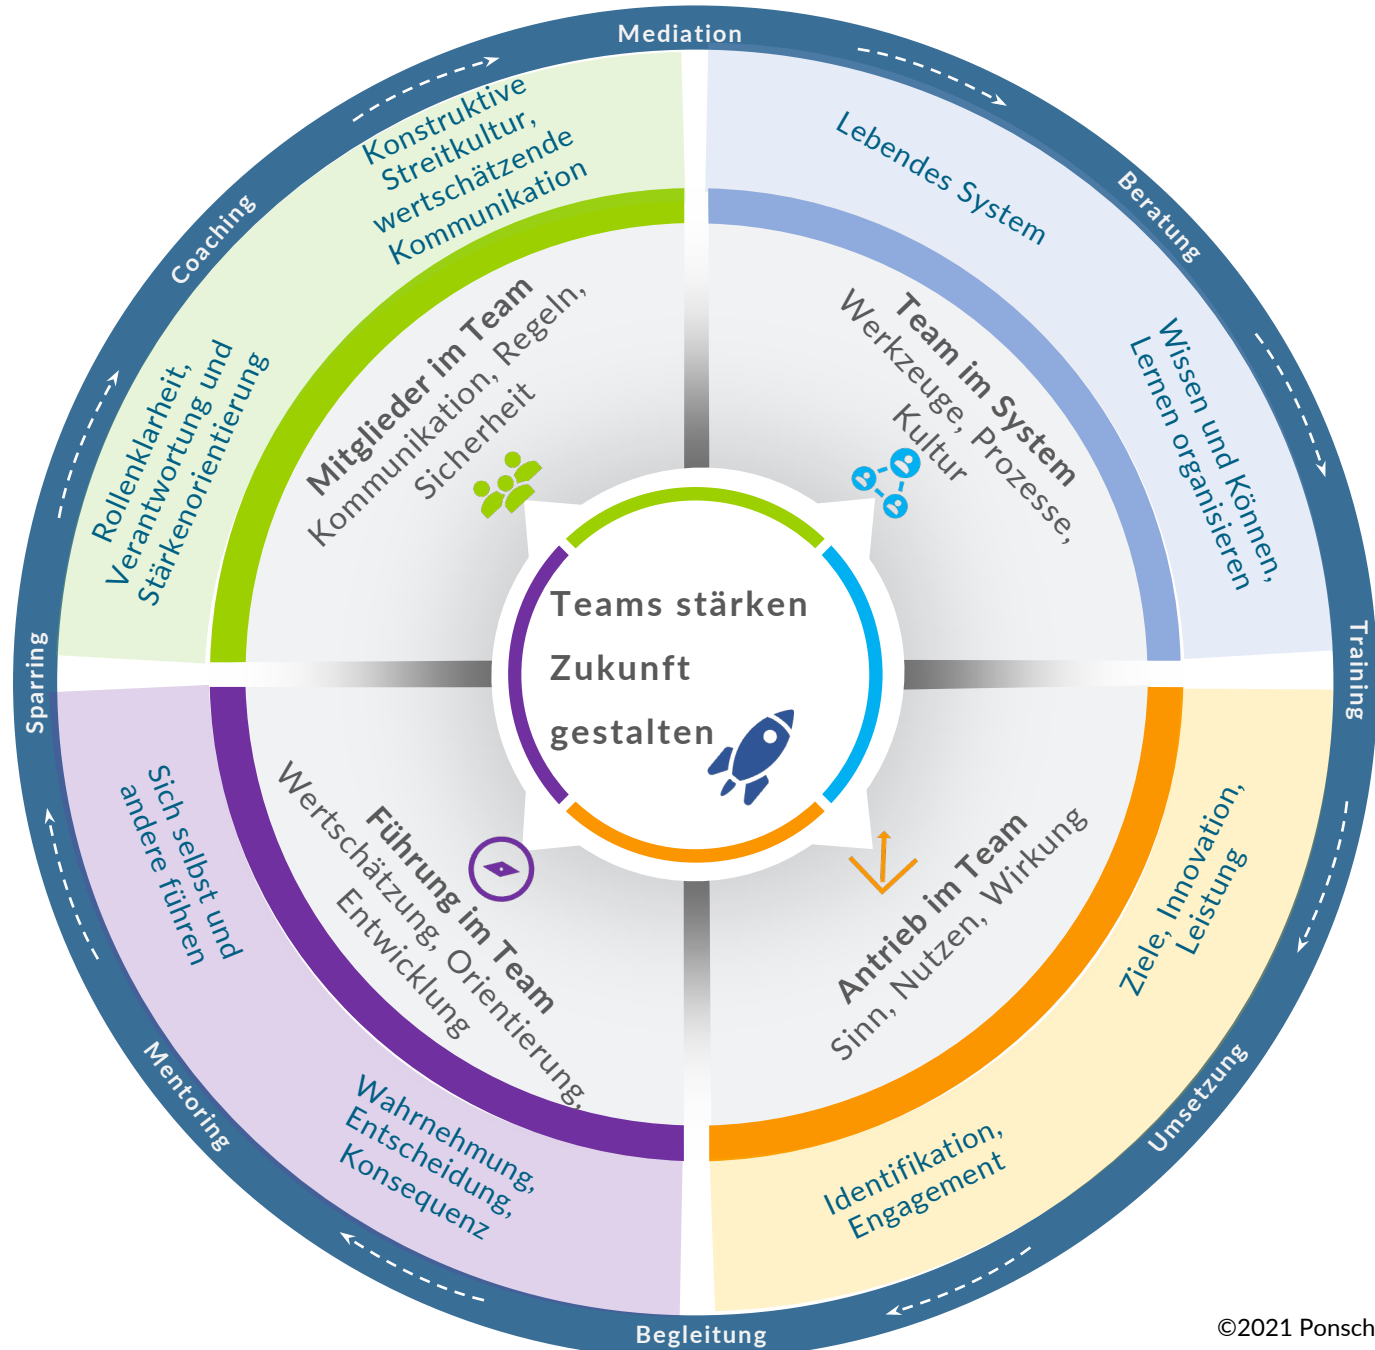 Mediation
Beratung
Training
Umsetzung
Begleitung
Mentoring
Sparring
Coaching
Konstruktive
Streitkultur,
wertschätzende
Kommunikation
Rollenklarheit,
Verantwortung und
Stärkenorientierung
Mitglieder im Team
Kommunikation, Regeln,
Sicherheit
Lebendes System
Wissen und Können,
Lernen organisieren
Team im System
Werkzeuge, Prozesse,
Kultur
Teams stärken
Zukunft
gestalten
Sich selbst und
andere führen
Wahrnehmung,
Entscheidung,
Konsequenz
Führung im Team
Wertschätzung, Orientierung,
Entwicklung
Antrieb im Team
Sinn, Nutzen, Wirkung
Ziele, Innovation,
Leistung
Identifikation,
Engagement
©2021 Ponsch